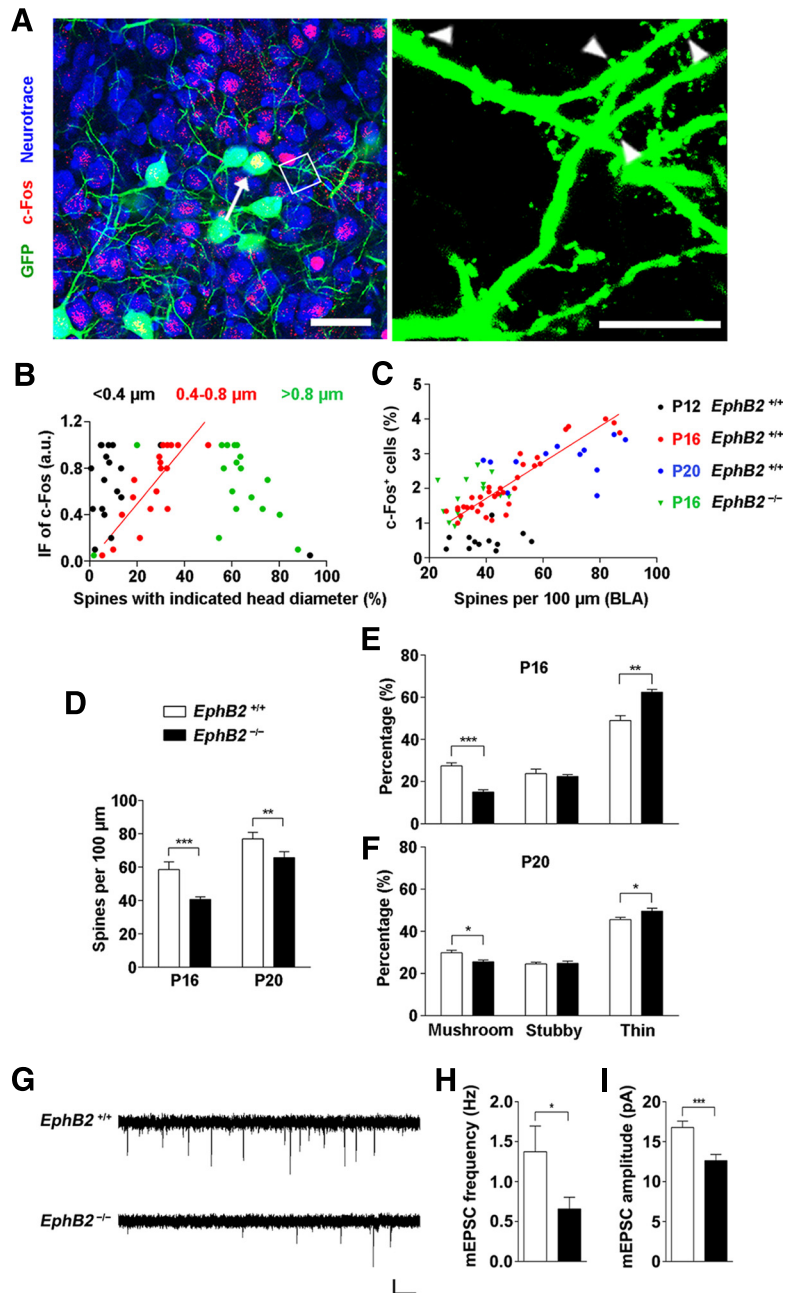 A
GFP c-Fos Neurotrace
B
<0.4 µm 0.4-0.8 µm >0.8 µm
IF of c-Fos (a.u.)
1.2
0.8
0.4
0.0
0 20 40 60 80 100
Spines with indicated head diameter (%)
C
c-Fos+ cells (%)
5
4
3
2
1
0
20 40 60 80 100
Spines per 100 µm (BLA)
P12 EphB2 +/+
P16 EphB2 +/+
P20 EphB2 +/+
P16 EphB2 −/−
D
EphB2 +/+
EphB2 −/−
Spines per 100 µm
100
80
60
40
20
0
***
**
P16 P20
E
P16
Percentage (%)
80
60
40
20
0
***
**
F
P20
Percentage (%)
80
60
40
20
0
*
*
Mushroom Stubby Thin
G
EphB2 +/+
EphB2 −/−
H
mEPSC frequency (Hz)
2.0
1.5
1.0
0.5
0.0
*
I
mEPSC amplitude (pA)
20
15
10
5
0
***